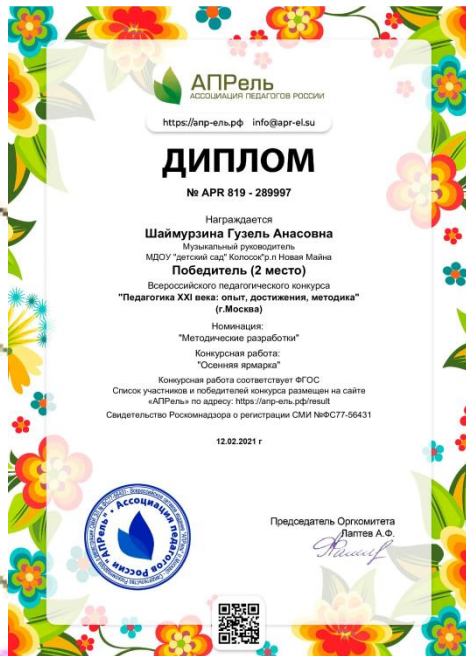 АПРель
АССОЦИАЦИЯ ПЕДАГОГОВ РОССИИ
https://апр-ель.рф info@apr-el.su
ДИПЛОМ
№ APR 819 - 289997
Награждается
Шаймурзина Гузель Анасовна
Музыкальный руководитель
МДОУ "детский сад" Колосок"р.п Новая Майна
Победитель (2 место)
Всероссийского педагогического конкурса
"Педагогика XXI века: опыт, достижения, методика"
(г.Москва)
Номинация:
"Методические разработки"
Конкурсная работа:
"Осенняя ярмарка"
Конкурсная работа соответствует ФГОС
Список участников и победителей конкурса размещен на сайте
«АПРель» по адресу: https://апр-ель.рф/result
Свидетельство Роскомнадзора о регистрации СМИ №ФС77-56431
12.02.2021 г
"АПРель" • Ассоциация педагогов России •
Председатель Оргкомитета
Лаптев А.Ф.